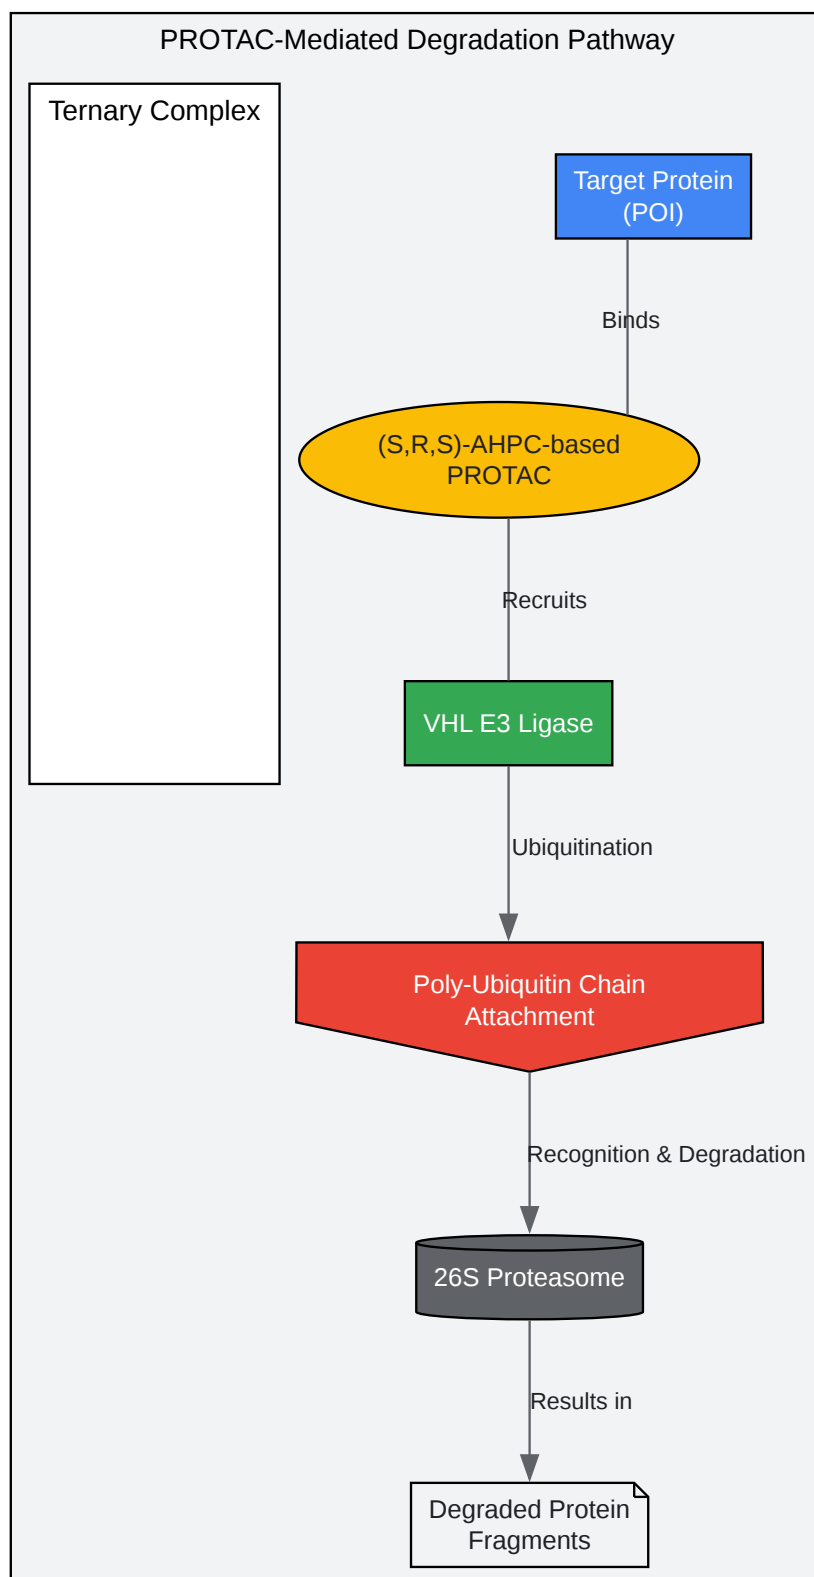 PROTAC-Mediated Degradation Pathway
Ternary Complex
Target Protein
(POI)
Binds
(S,R,S)-AHPC-based
PROTAC
Recruits
VHL E3 Ligase
Ubiquitination
Poly-Ubiquitin Chain
Attachment
Recognition & Degradation
26S Proteasome
Results in
Degraded Protein
Fragments